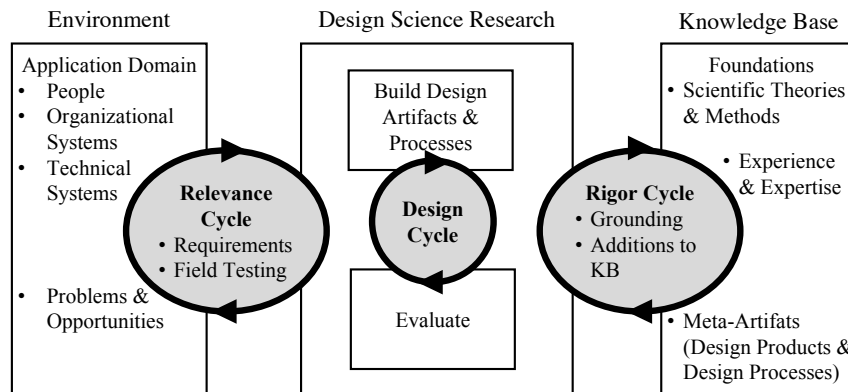 Environment
Design Science Research
Knowledge Base
Application Domain
• People
• Organizational
Systems
• Technical
Systems
• Problems &
Opportunities
Relevance
Cycle
• Requirements
• Field Testing
Build Design
Artifacts &
Processes
Design
Cycle
Evaluate
Rigor Cycle
• Grounding
• Additions to
KB
Foundations
• Scientific Theories
& Methods
• Experience
& Expertise
• Meta-Artifats
(Design Products &
Design Processes)